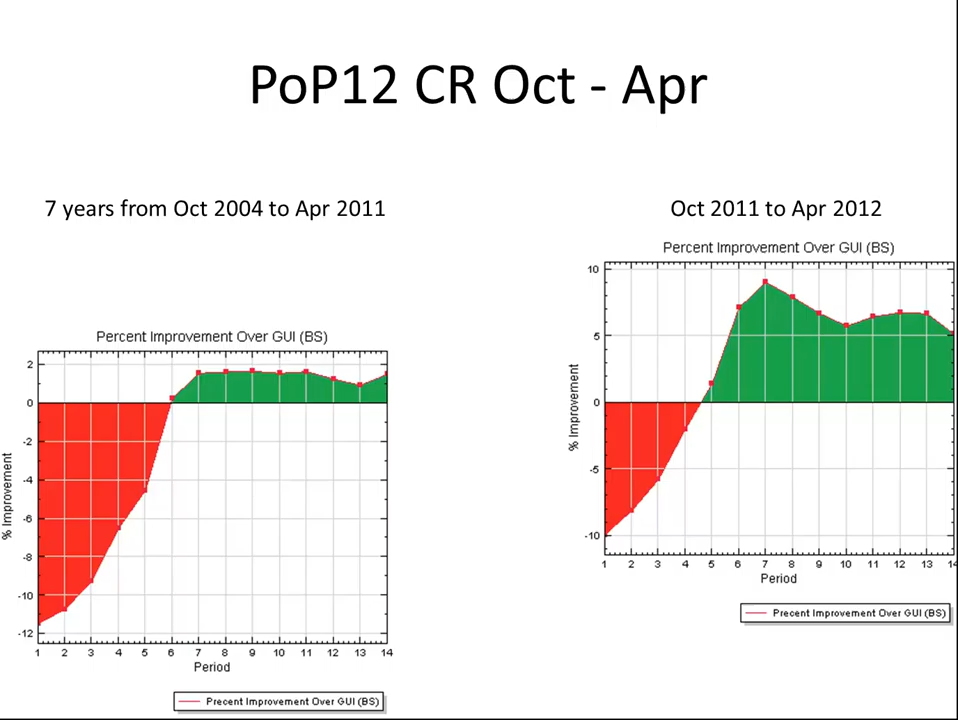 PoP12 CR Oct - Apr
7 years from Oct 2004 to Apr 2011
Percent Improvement Over GUI (BS)
2
0
-2
-4
-6
-8
-10
-12
% Improvement
1 2 3 4 5 6 7 8 9 10 11 12 13 14
Period
Precent Improvement Over GUI (BS)
Oct 2011 to Apr 2012
Percent Improvement Over GUI (BS)
10
5
0
-5
-10
% Improvement
1 2 3 4 5 6 7 8 9 10 11 12 13 14
Period
Precent Improvement Over GUI (BS)